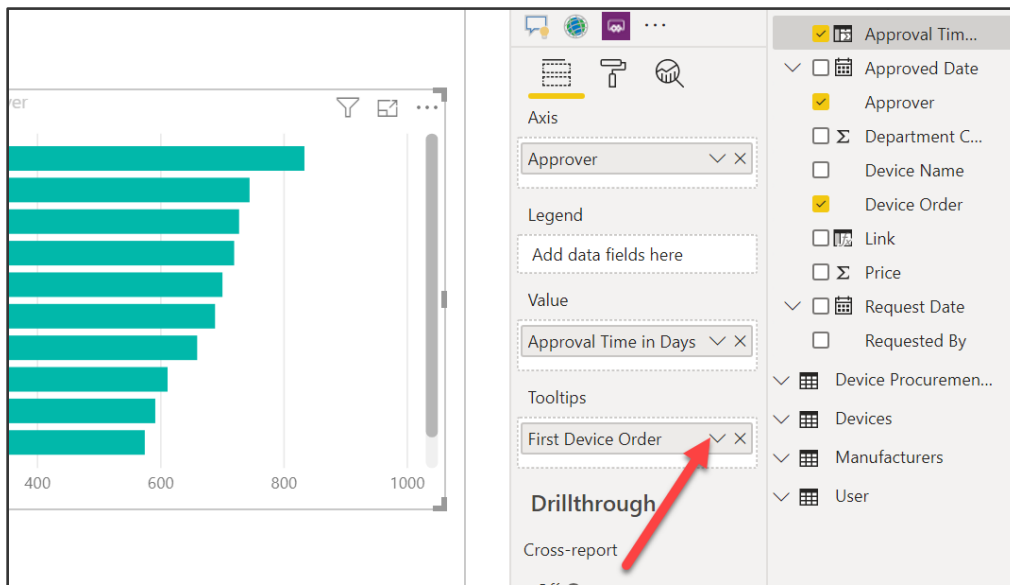 ver
400
600
800
1000
Axis
Approver
Legend
Add data fields here
Value
Approval Time in Days
Tooltips
First Device Order
Drillthrough
Cross-report
Approval Tim...
Approved Date
Approver
Σ Department C...
Device Name
Device Order
Link
Σ Price
Request Date
Requested By
Device Procuremen...
Devices
Manufacturers
User